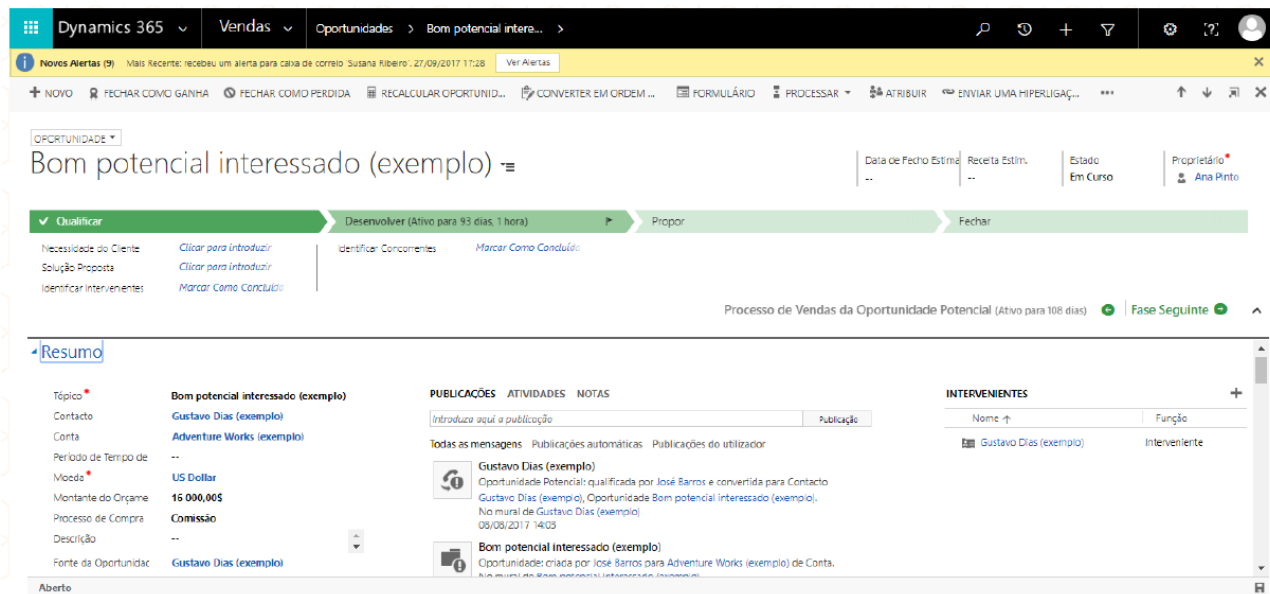 Dynamics 365 Vendas Oportunidades > Bom potencial intere... >
Novos Alertas (9) Mais Recente: recebeu um alerta para caixa de correio 'Susana Ribeiro'. 27/09/2017 17:28 Ver Alertas
NOVO FECHAR COMO GANHA FECHAR COMO PERDIDA RECALCULAR OPORTUNID... CONVERTER EM ORDEM ... FORMULÁRIO PROCESSAR ATRIBUIR ENVIAR UMA HIPERLIGAÇ... ...
OPORTUNIDADE
Bom potencial interessado (exemplo)
Data de Fecho Estima Receita Estim. Estado Proprietário*
-- -- Em Curso Ana Pinto
Qualificar Desenvolver (Ativo para 93 dias, 1 hora) Propor Fechar
Necessidade do Cliente Clicar para introduzir Identificar Concorrentes Marcar Como Concluído
Solução Proposta Clicar para introduzir
Identificar Intervenientes Marcar Como Concluído
Processo de Vendas da Oportunidade Potencial (Ativo para 108 dias) Fase Seguinte
Resumo
Tópico* Bom potencial interessado (exemplo)
Contacto Gustavo Dias (exemplo)
Conta Adventure Works (exemplo)
Período de Tempo de --
Moeda* US Dollar
Montante do Orçame 16 000,00$
Processo de Compra Comissão
Descrição --
Fonte da Oportunidac Gustavo Dias (exemplo)
PUBLICAÇÕES ATIVIDADES NOTAS
Introduza aqui a publicação Publicação
Todas as mensagens Publicações automáticas Publicações do utilizador
Gustavo Dias (exemplo)
Oportunidade Potencial: qualificada por José Barros e convertida para Contacto
Gustavo Dias (exemplo), Oportunidade Bom potencial interessado (exemplo).
No mural de Gustavo Dias (exemplo)
08/08/2017 14:03
Bom potencial interessado (exemplo)
Oportunidade: criada por José Barros para Adventure Works (exemplo) de Conta.
No mural de Bom potencial interessado (exemplo)
INTERVENIENTES
Nome Função
Gustavo Dias (exemplo) Interveniente
Aberto